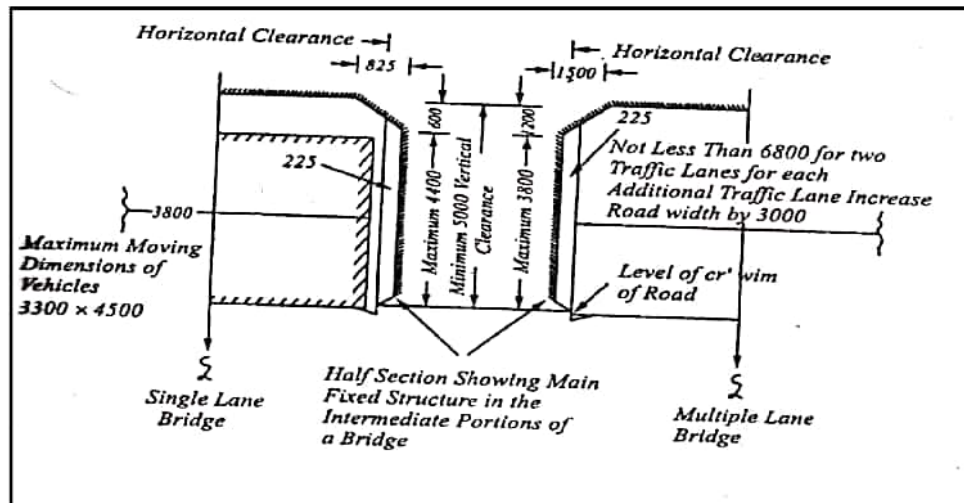 Horizontal Clearance
825
Horizontal Clearance
1500
600
1200
225
225
Not Less Than 6800 for two
Traffic Lanes for each
Additional Traffic Lane Increase
Road width by 3000
3800
Maximum 4400
Minimum 5000 Vertical
Clearance
Maximum 3800
Maximum Moving
Dimensions of
Vehicles
3300 × 4500
Level of cr' wim
of Road
Half Section Showing Main
Fixed Structure in the
Intermediate Portions of
a Bridge
Single Lane
Bridge
Multiple Lane
Bridge